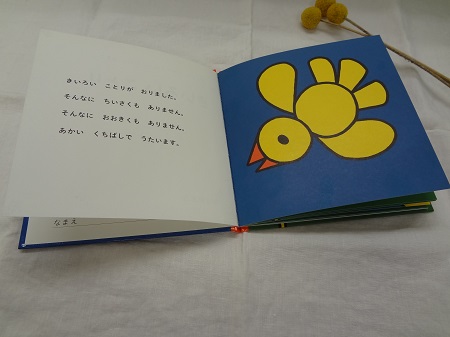 きいろい　ことりが　おりました。
そんなに　ちいさくも　ありません。
そんなに　おおきくも　ありません。
あかい　くちばしで　うたいます。
なまえ